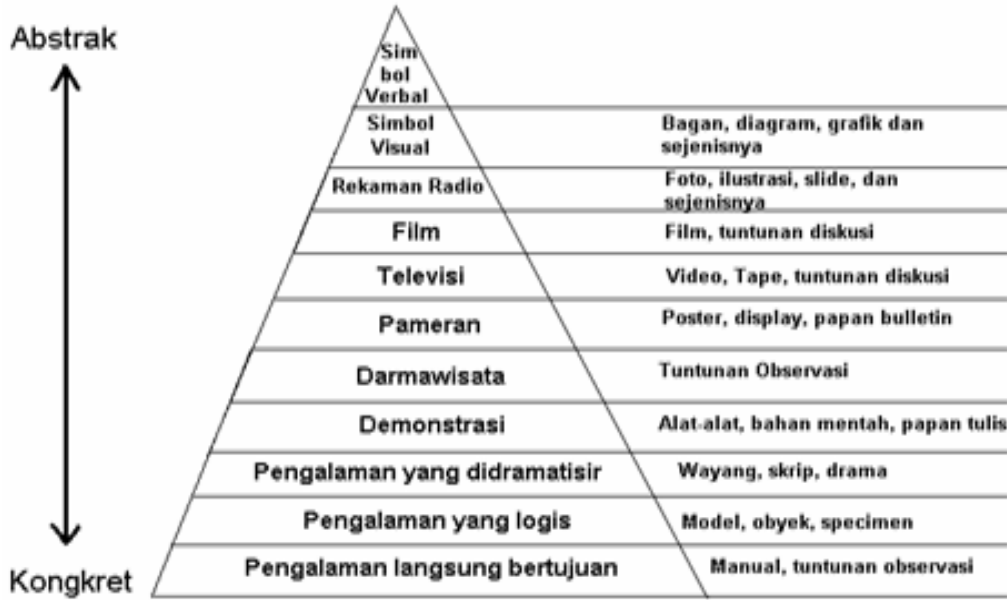 Abstrak
Sim
bol
Verbal
Simbol
Visual
Bagan, diagram, grafik dan
sejenisnya
Rekaman Radio
Foto, ilustrasi, slide, dan
sejenisnya
Film
Film, tuntunan diskusi
Televisi
Video, Tape, tuntunan diskusi
Pameran
Poster, display, papan bulletin
Darmawisata
Tuntunan Observasi
Demonstrasi
Alat-alat, bahan mentah, papan tulis
Pengalaman yang didramatisir
Wayang, skrip, drama
Pengalaman yang logis
Model, obyek, specimen
Pengalaman langsung bertujuan
Manual, tuntunan observasi
Kongkret